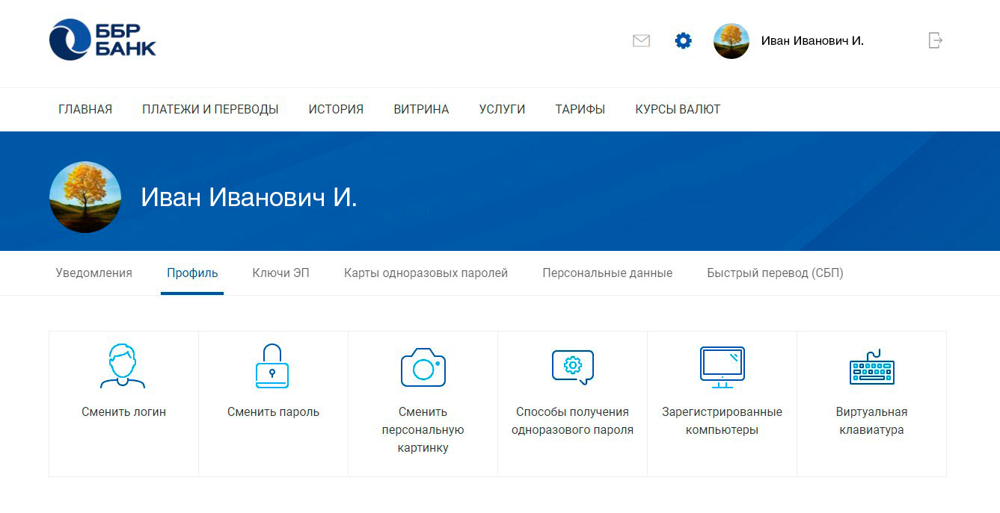 ББР
БАНК
Иван Иванович И.
ГЛАВНАЯ ПЛАТЕЖИ И ПЕРЕВОДЫ ИСТОРИЯ ВИТРИНА УСЛУГИ ТАРИФЫ КУРСЫ ВАЛЮТ
Иван Иванович И.
Уведомления Профиль Ключи ЭП Карты одноразовых паролей Персональные данные Быстрый перевод (СБП)
Сменить логин
Сменить пароль
Сменить
персональную
картинку
Способы получения
одноразового пароля
Зарегистрированные
компьютеры
Виртуальная
клавиатура